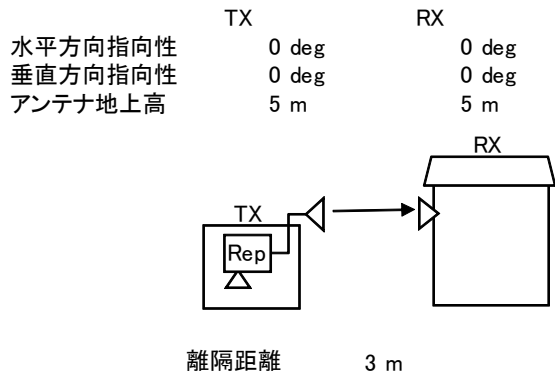 TX RX
水平方向指向性 0 deg 0 deg
垂直方向指向性 0 deg 0 deg
アンテナ地上高 5 m 5 m
RX
TX
Rep
離隔距離 3 m